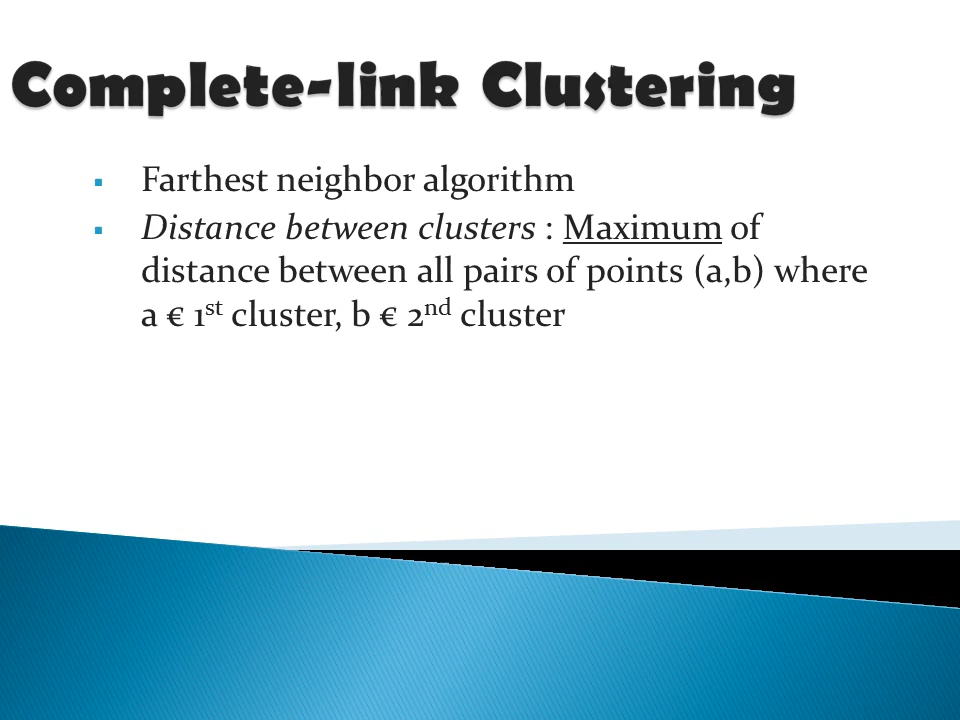 Complete-link Clustering
▪ Farthest neighbor algorithm
▪ Distance between clusters : Maximum of
distance between all pairs of points (a,b) where
a € 1st cluster, b € 2nd cluster